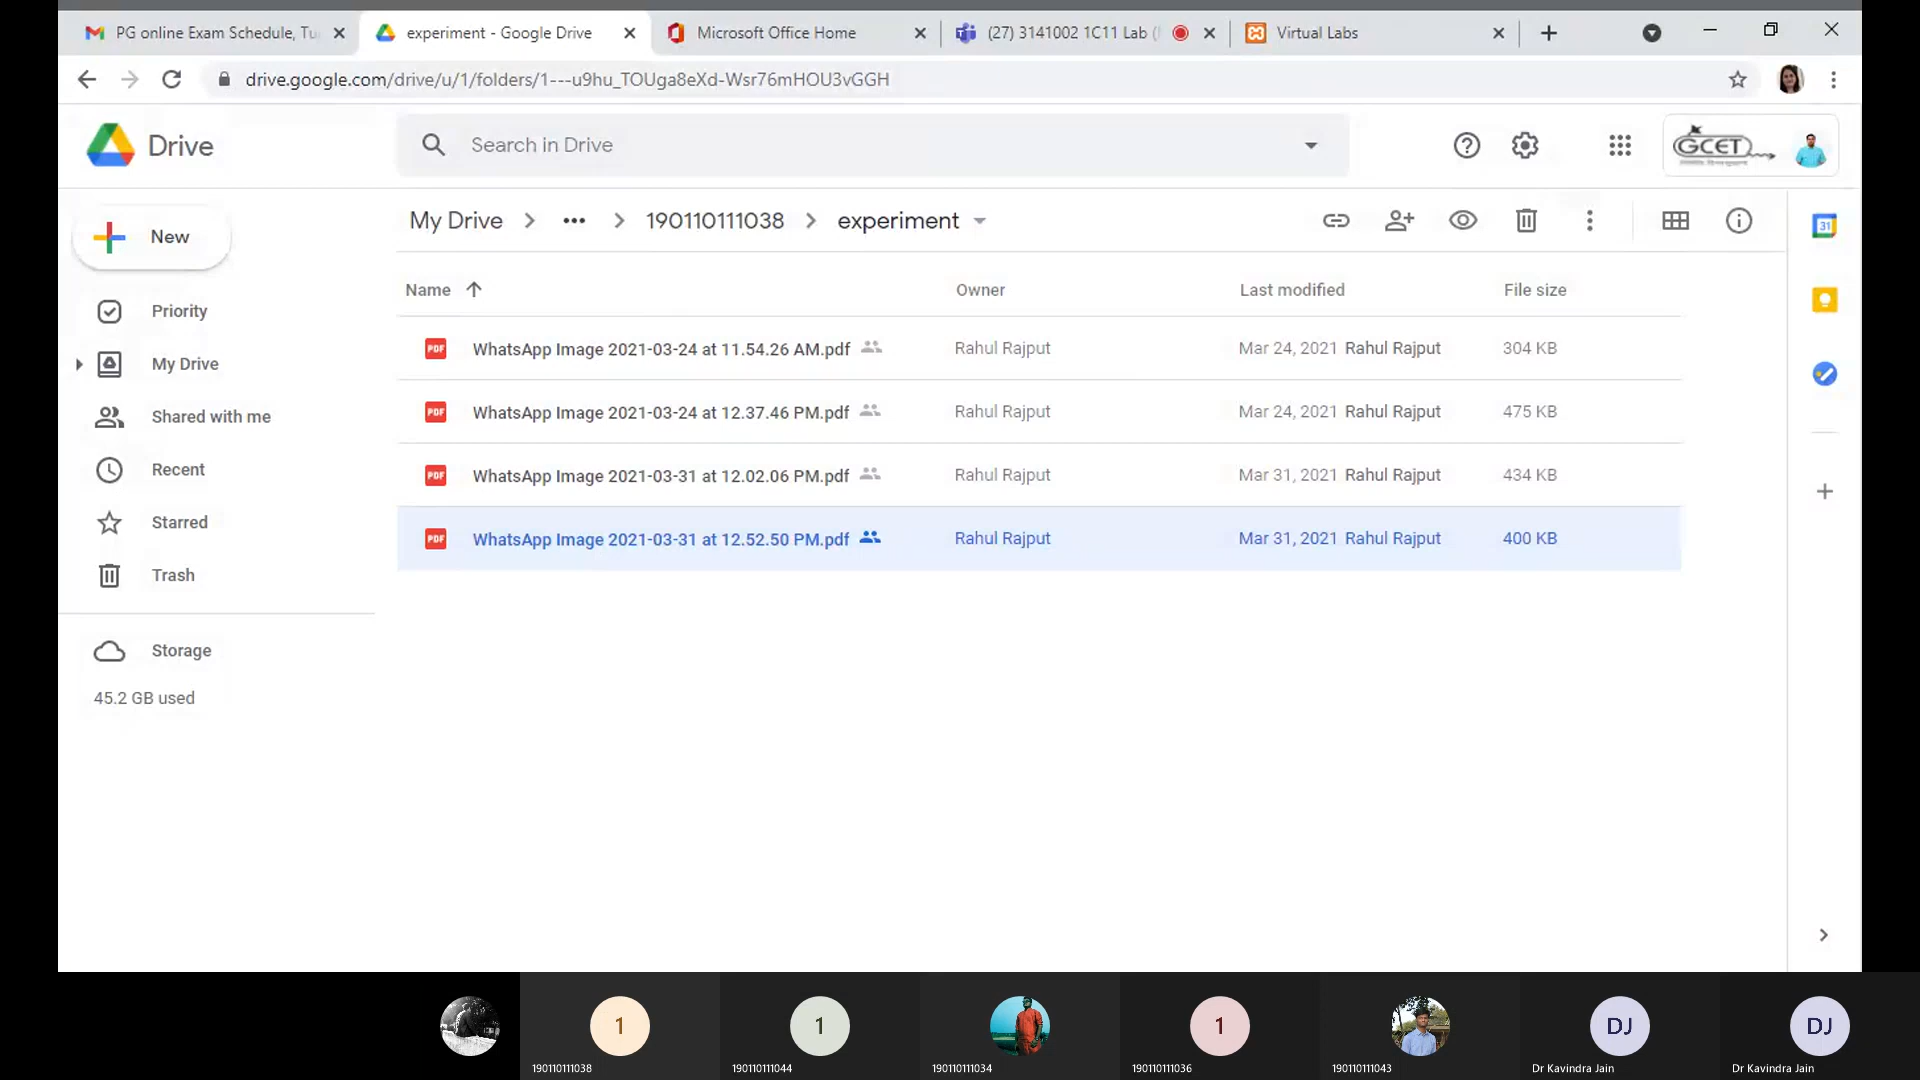 PG online Exam Schedule, Tu
experiment - Google Drive
Microsoft Office Home
(27) 3141002 1C11 Lab (
Virtual Labs
drive.google.com/drive/u/1/folders/1---u9hu_TOUga8eXd-Wsr76mHOU3vGGH
Drive
Search in Drive
GCET
New
My Drive
190110111038
experiment
31
Name
Owner
Last modified
File size
Priority
My Drive
Shared with me
Recent
Starred
Trash
Storage
45.2 GB used
PDF WhatsApp Image 2021-03-24 at 11.54.26 AM.pdf Rahul Rajput Mar 24, 2021 Rahul Rajput 304 KB
PDF WhatsApp Image 2021-03-24 at 12.37.46 PM.pdf Rahul Rajput Mar 24, 2021 Rahul Rajput 475 KB
PDF WhatsApp Image 2021-03-31 at 12.02.06 PM.pdf Rahul Rajput Mar 31, 2021 Rahul Rajput 434 KB
PDF WhatsApp Image 2021-03-31 at 12.52.50 PM.pdf Rahul Rajput Mar 31, 2021 Rahul Rajput 400 KB
1
190110111038
1
190110111044
190110111034
1
190110111036
190110111043
DJ
Dr Kavindra Jain
DJ
Dr Kavindra Jain